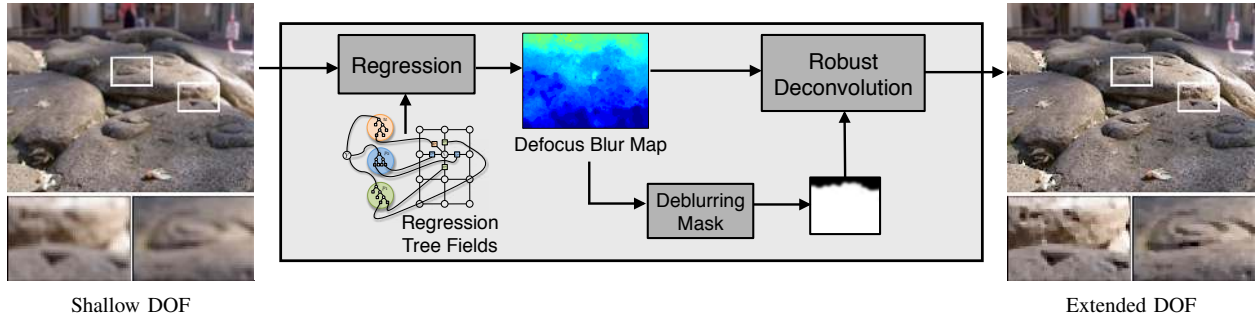 Regression
Regression
Tree Fields
Defocus Blur Map
Deblurring
Mask
Robust
Deconvolution
Shallow DOF
Extended DOF